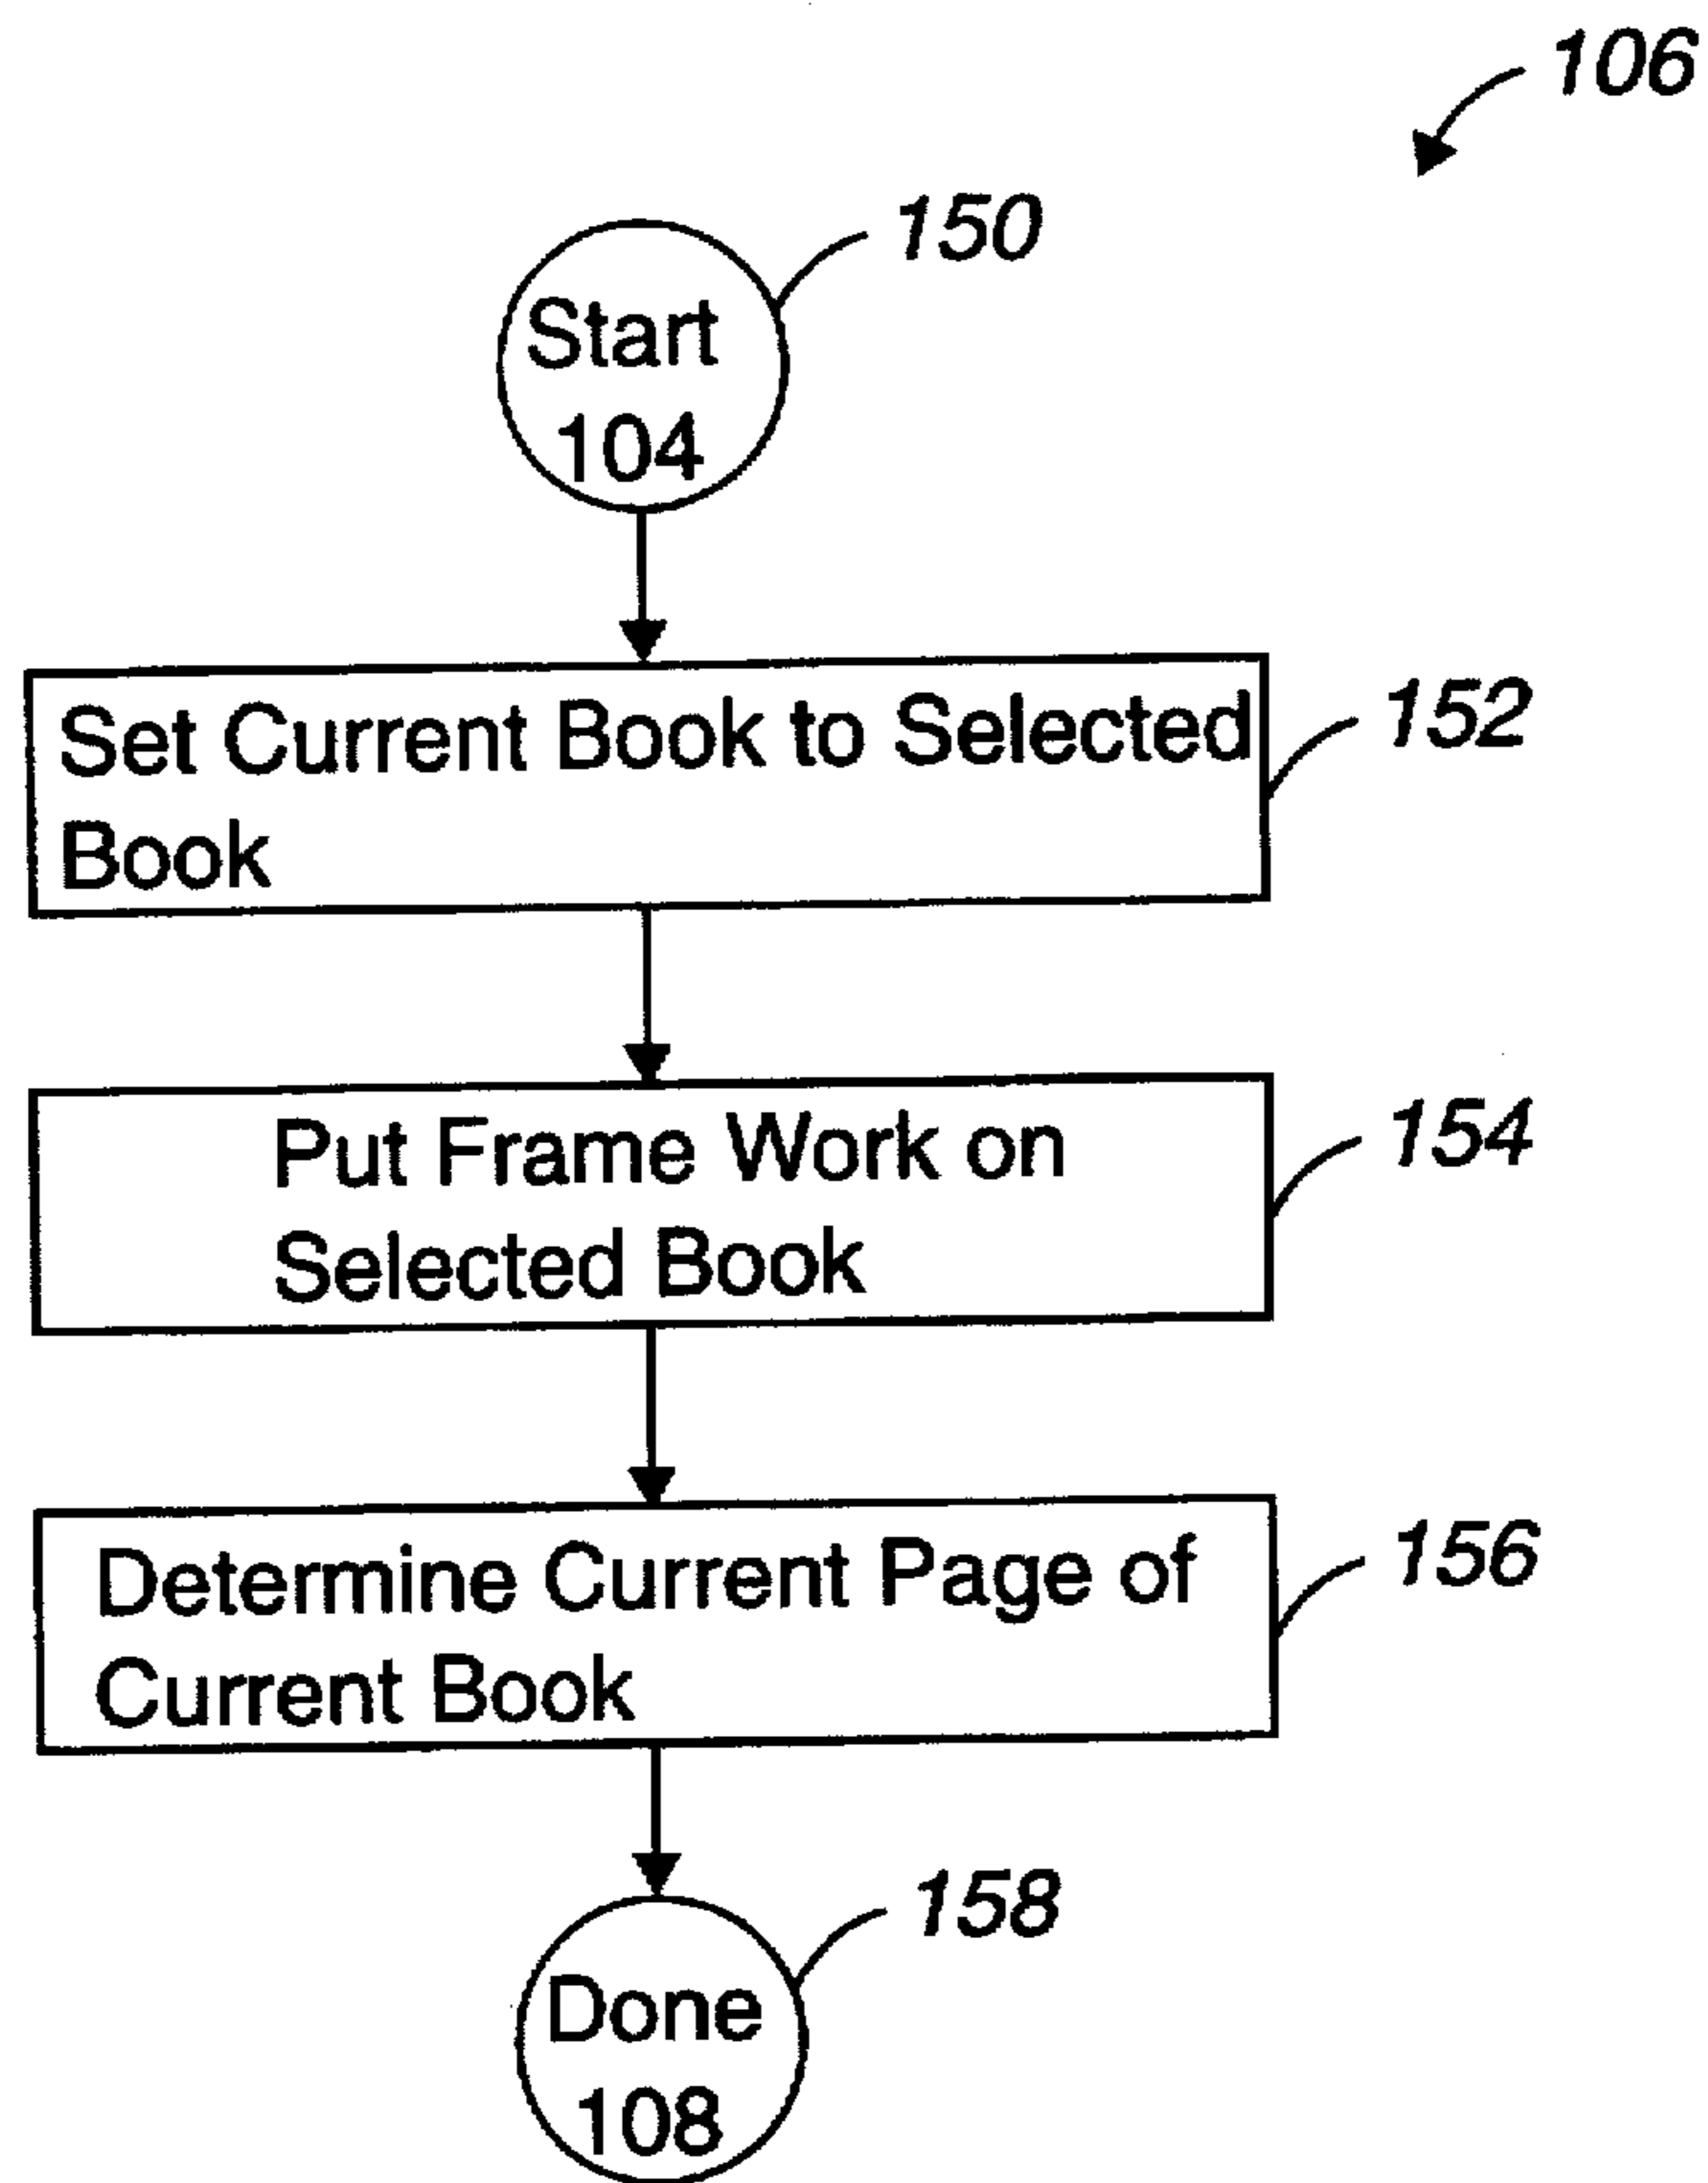 106
150
Start
104
Set Current Book to Selected
Book
152
Put Frame Work on
Selected Book
154
Determine Current Page of
Current Book
156
158
Done
108